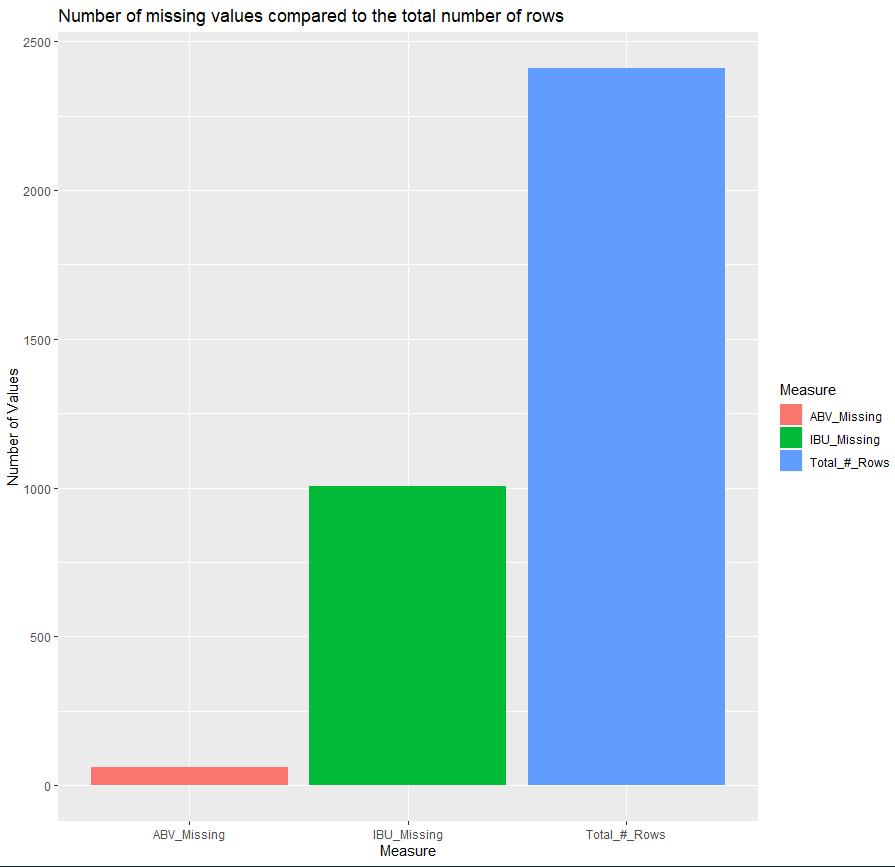 Number of missing values compared to the total number of rows
2500
2000
1500
1000
500
0
Number of Values
ABV_Missing
IBU_Missing
Total_#_Rows
Measure
Measure
ABV_Missing
IBU_Missing
Total_#_Rows